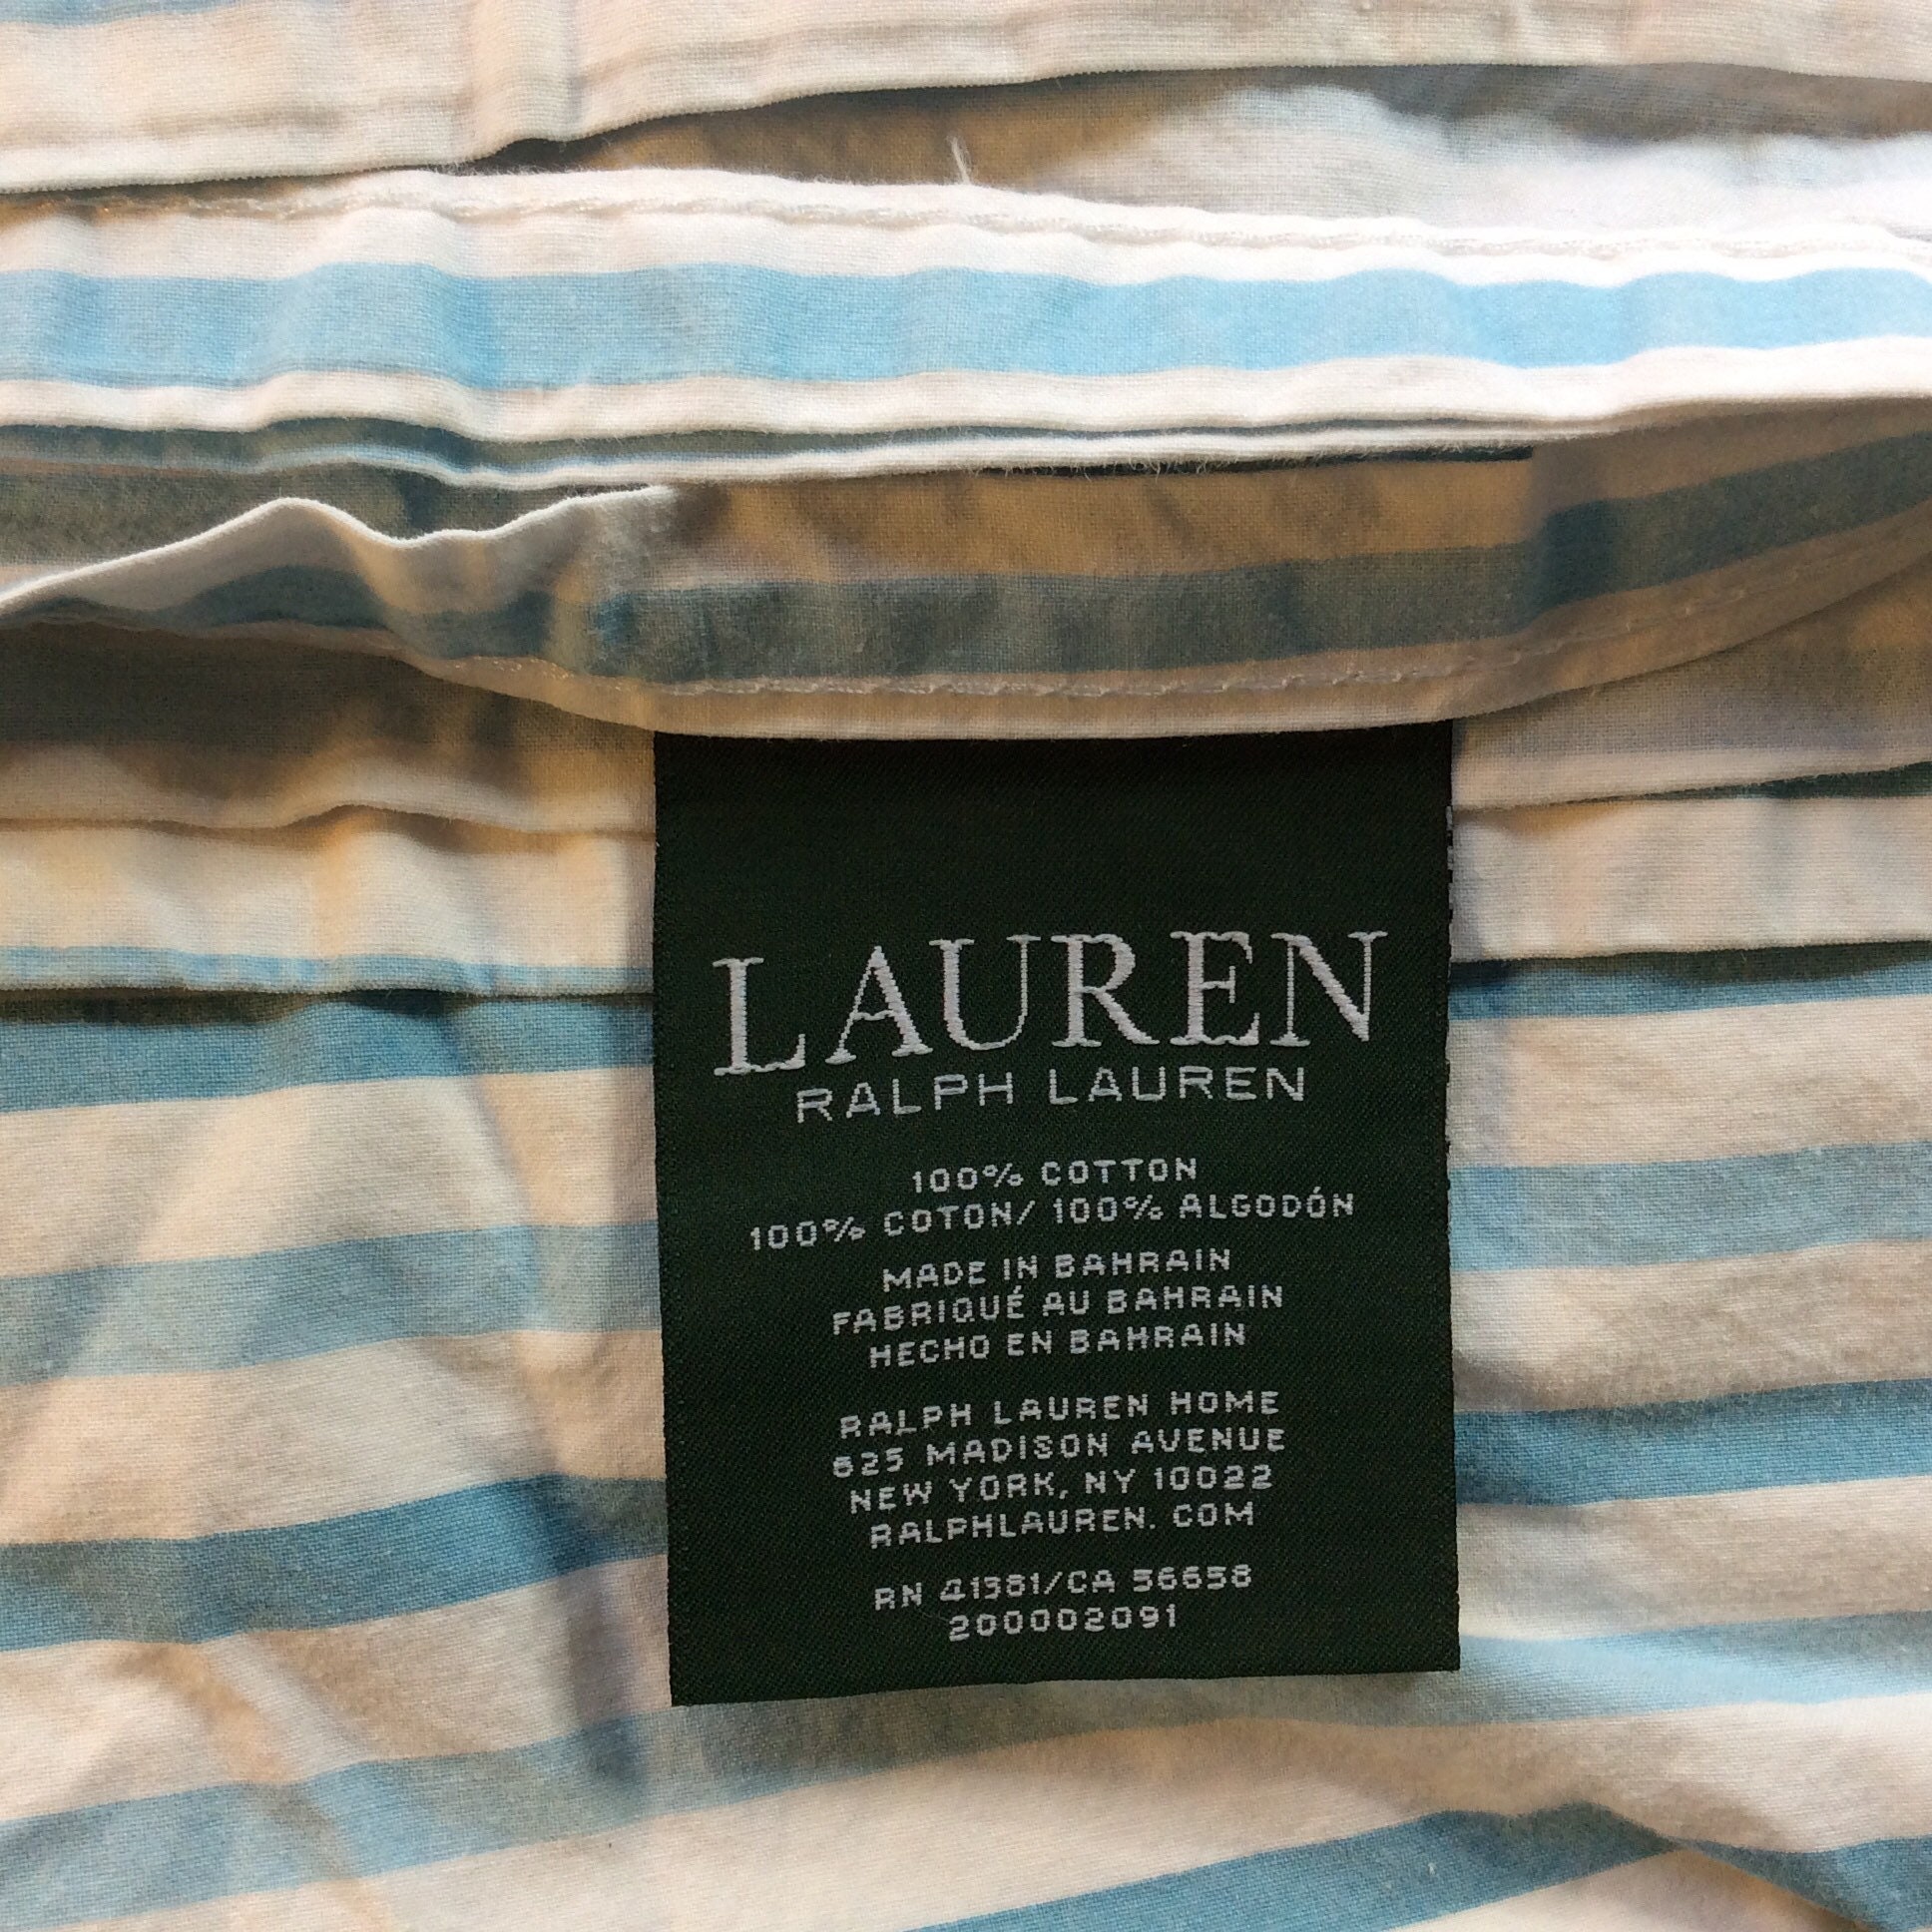 LAUREN
RALPH LAUREN
100% COTTON
100% COTON/ 100% ALGODÓN
MADE IN BAHRAIN
FABRIQUÉ AU BAHRAIN
HECHO EN BAHRAIN
RALPH LAUREN HOME
625 MADISON AVENUE
NEW YORK, NY 10022
RALPHLAUREN. COM
RN 41381/CA 56658
200002091